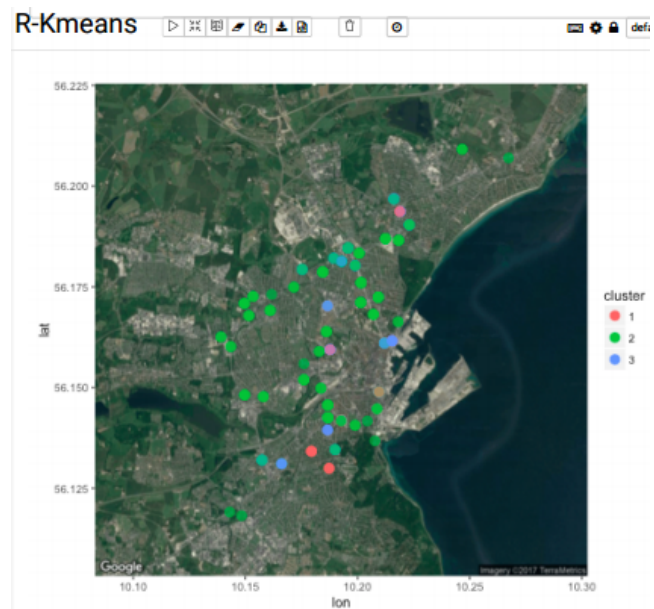 R-Kmeans
defa
56.225
56.200
56.175
56.150
56.125
lat
10.10 10.15 10.20 10.25 10.30
lon
cluster
1
2
3
Google
Imagery ©2017 TerraMetrics